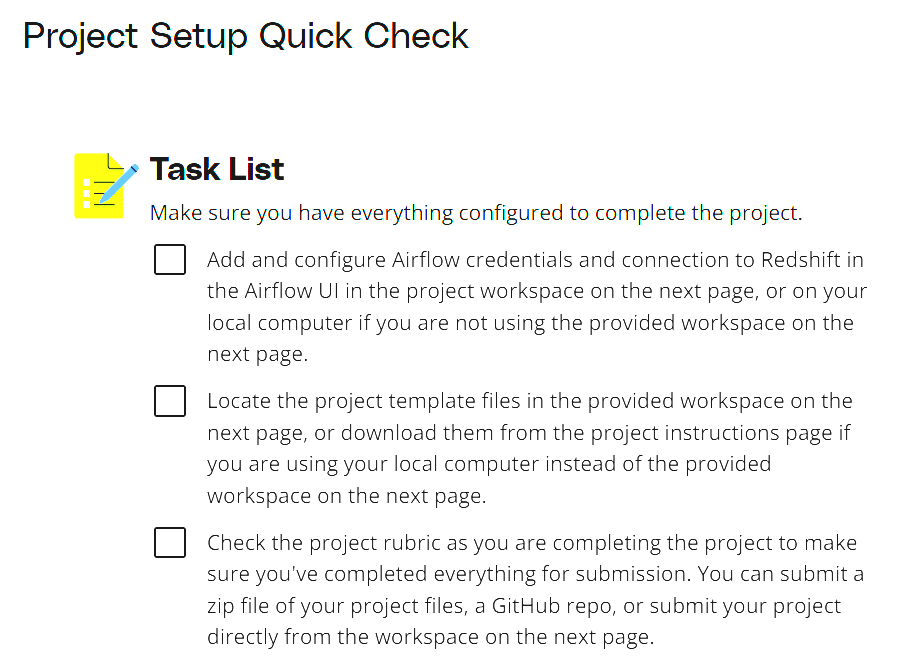 Project Setup Quick Check
Task List
Make sure you have everything configured to complete the project.
Add and configure Airflow credentials and connection to Redshift in
the Airflow UI in the project workspace on the next page, or on your
local computer if you are not using the provided workspace on the
next page.
Locate the project template files in the provided workspace on the
next page, or download them from the project instructions page if
you are using your local computer instead of the provided
workspace on the next page.
Check the project rubric as you are completing the project to make
sure you've completed everything for submission. You can submit a
zip file of your project files, a GitHub repo, or submit your project
directly from the workspace on the next page.